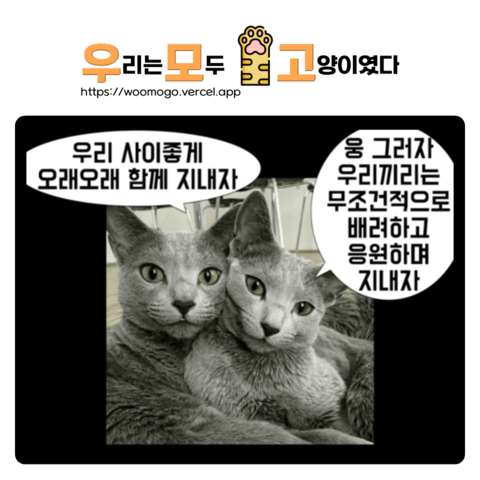 우리는 모두 고양이였다
https://woomogo.vercel.app
우리 사이좋게
오래오래 함께 지내자
웅 그러자
우리끼리는
무조건적으로
배려하고
응원하며
지내자